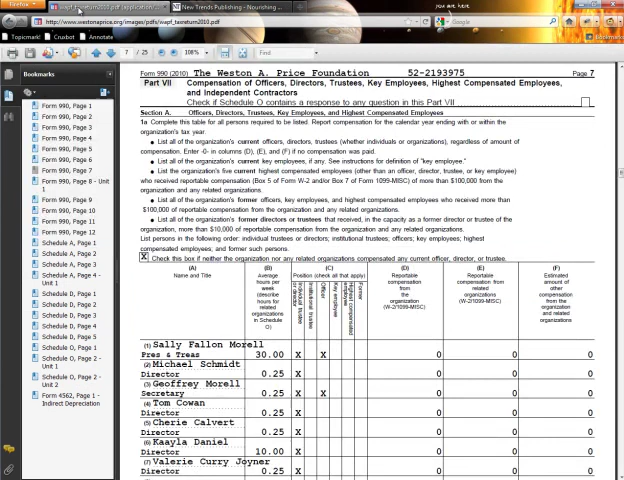 Firefox
wapf_taxreturn2010.pdf (application/...
New Trends Publishing - Nourishing ...
you are here
http://www.westonaprice.org/images/pdfs/wapf_taxreturn2010.pdf
Google
Topicmarkl
Crusbot
Annotate
Bookmarks
7 / 25
108%
Find
Bookmarks
Form 990, Page 1
Form 990, Page 2
Form 990, Page 3
Form 990, Page 4
Form 990, Page 5
Form 990, Page 6
Form 990, Page 7
Form 990, Page 8 - Unit
1
Form 990, Page 9
Form 990, Page 10
Form 990, Page 11
Form 990, Page 12
Schedule A, Page 1
Schedule A, Page 2
Schedule A, Page 3
Schedule A, Page 4 -
Unit 1
Schedule D, Page 1
Schedule D, Page 2
Schedule D, Page 3
Schedule D, Page 4
Schedule D, Page 5
Schedule O, Page 1
Schedule O, Page 2 -
Unit 1
Schedule O, Page 2 -
Unit 2
Form 4562, Page 1 -
Indirect Depreciation
Form 990 (2010) The Weston A. Price Foundation 52-2193975 Page 7
Part VII Compensation of Officers, Directors, Trustees, Key Employees, Highest Compensated Employees,
and Independent Contractors
Check if Schedule O contains a response to any question in this Part VII
Section A. Officers, Directors, Trustees, Key Employees, and Highest Compensated Employees
1a Complete this table for all persons required to be listed. Report compensation for the calendar year ending with or within the
organization's tax year.
● List all of the organization's current officers, directors, trustees (whether individuals or organizations), regardless of amount of
compensation. Enter -0- in columns (D), (E), and (F) if no compensation was paid.
● List all of the organization's current key employees, if any. See instructions for definition of "key employee."
● List the organization's five current highest compensated employees (other than an officer, director, trustee, or key employee)
who received reportable compensation (Box 5 of Form W-2 and/or Box 7 of Form 1099-MISC) of more than $100,000 from the
organization and any related organizations.
● List all of the organization's former officers, key employees, and highest compensated employees who received more than
$100,000 of reportable compensation from the organization and any related organizations.
● List all of the organization's former directors or trustees that received, in the capacity as a former director or trustee of the
organization, more than $10,000 of reportable compensation from the organization and any related organizations.
List persons in the following order: individual trustees or directors; institutional trustees; officers; key employees; highest
compensated employees; and former such persons.
X Check this box if neither the organization nor any related organizations compensated any current officer, director, or trustee.
(A)
Name and Title
(B)
Average
hours per
week
(describe
hours for
related
organizations
in Schedule
O)
(C)
Position (check all that apply)
Individual trustee
or director
Institutional trustee
Officer
Key employee
Highest compensated
employee
Former
(D)
Reportable
compensation
from
the
organization
(W-2/1099-MISC)
(E)
Reportable
compensation from
related
organizations
(W-2/1099-MISC)
(F)
Estimated
amount of
other
compensation
from the
organization
and related
organizations
(1) Sally Fallon Morell
Pres & Treas 30.00 X X 0 0 0
(2) Michael Schmidt
Director 0.25 X 0 0 0
(3) Geoffrey Morell
Secretary 0.25 X X 0 0 0
(4) Tom Cowan
Director 0.25 X 0 0 0
(5) Cherie Calvert
Director 0.25 X 0 0 0
(6) Kaayla Daniel
Director 10.00 X 0 0 0
(7) Valerie Curry Joyner
Director 0.25 X 0 0 0